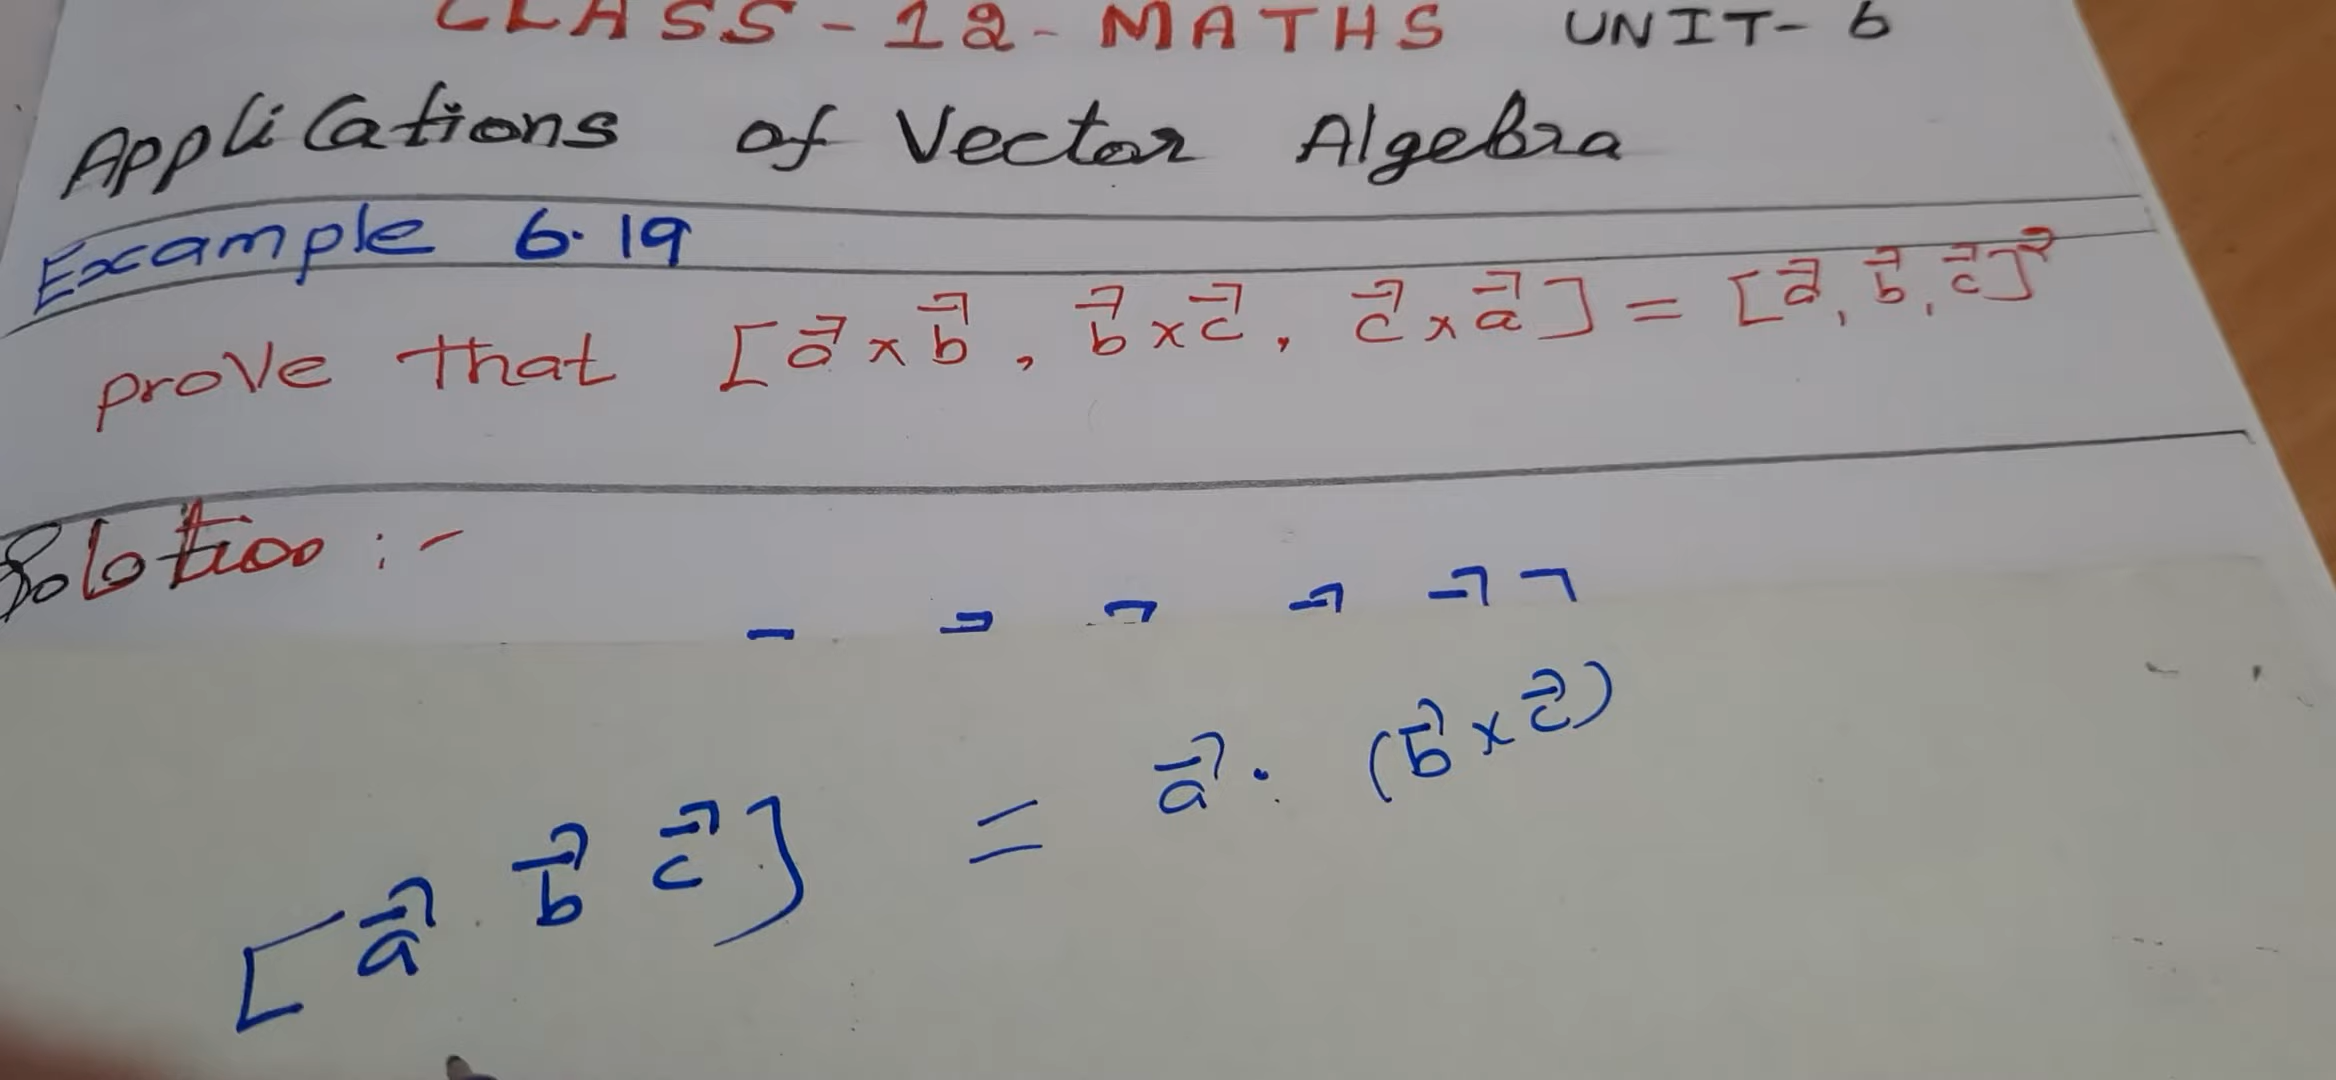 CLASS - 12 - MATHS UNIT - 6
Applications of Vector Algebra
Example 6.19
prove that [a⃗ × b⃗, b⃗ × c⃗, c⃗ × a⃗] = [a⃗, b⃗, c⃗]²
Solution :-
[a⃗ b⃗ c⃗] = a⃗ · (b⃗ × c⃗)